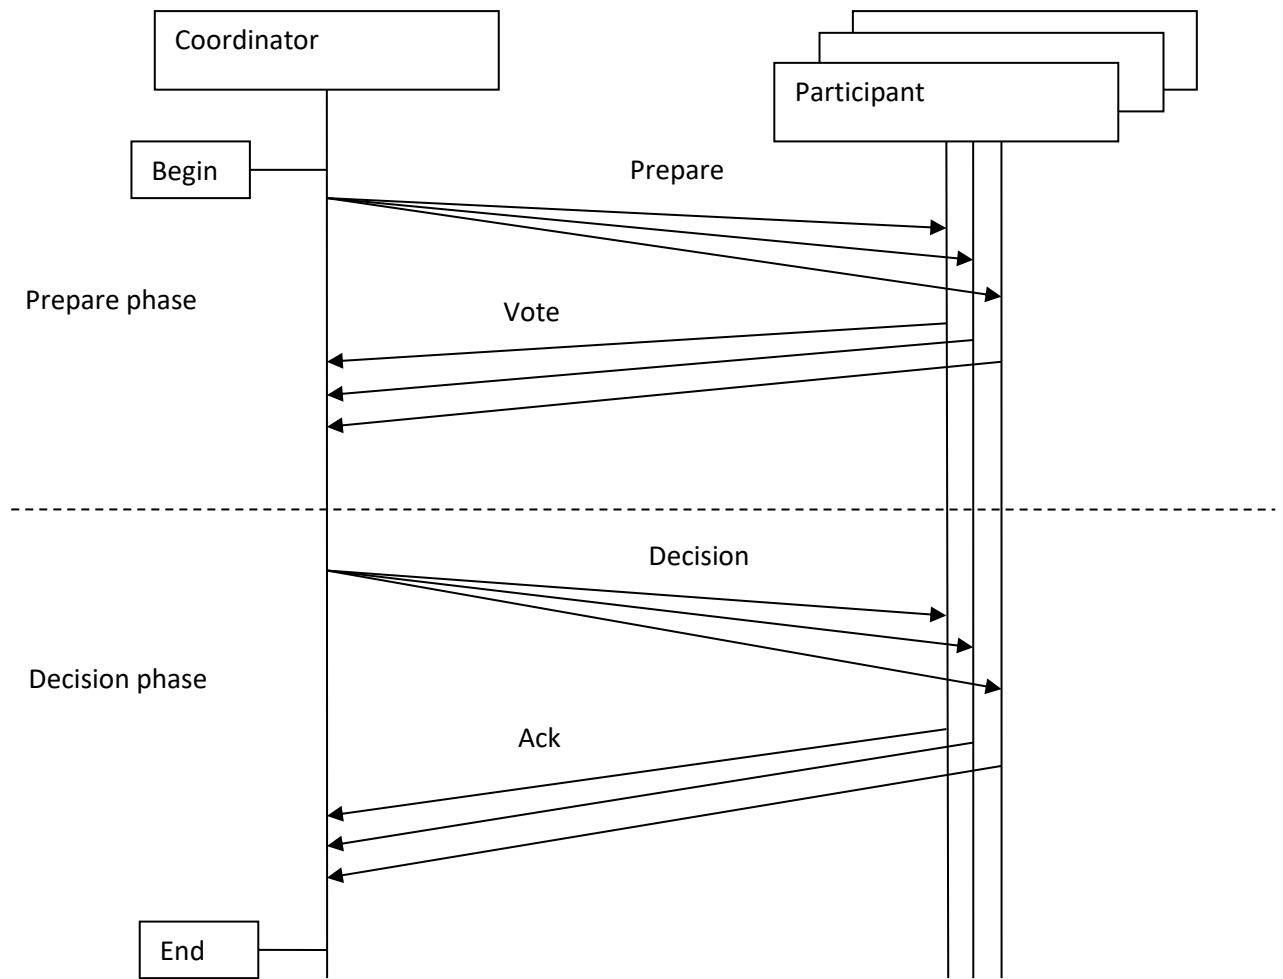 Coordinator
Participant
Begin
Prepare
Prepare phase
Vote
Decision
Decision phase
Ack
End